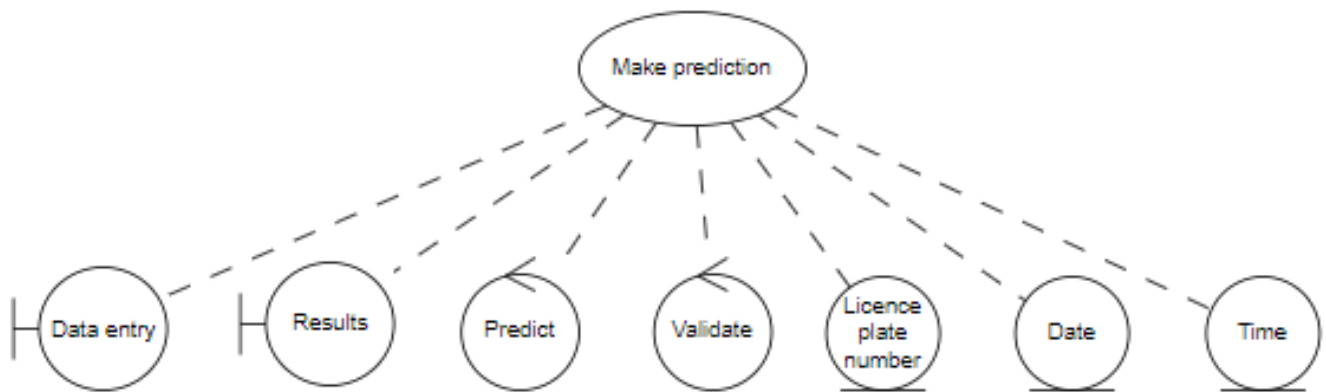 Make prediction
Data entry
Results
Predict
Validate
Licence
plate
number
Date
Time